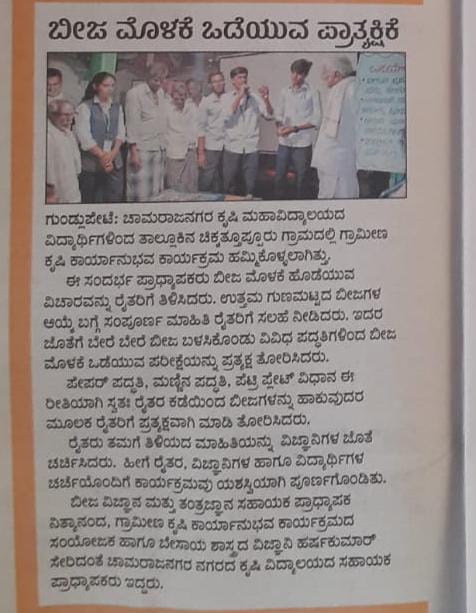 ಬೀಜ ಮೊಳಕೆ ಒಡೆಯುವ ಪ್ರಾತ್ಯಕ್ಷಿಕೆ
ಗುಂಡ್ಲುಪೇಟೆ: ಚಾಮರಾಜನಗರ ಕೃಷಿ ಮಹಾವಿದ್ಯಾಲಯದ
ವಿದ್ಯಾರ್ಥಿಗಳಿಂದ ತಾಲ್ಲೂಕಿನ ಚಿಕ್ಕತ್ತೂಪ್ಪೂರು ಗ್ರಾಮದಲ್ಲಿ ಗ್ರಾಮೀಣ
ಕೃಷಿ ಕಾರ್ಯಾನುಭವ ಕಾರ್ಯಕ್ರಮ ಹಮ್ಮಿಕೊಳ್ಳಲಾಗಿತ್ತು.
ಈ ಸಂದರ್ಭ ಪ್ರಾಧ್ಯಾಪಕರು ಬೀಜ ಮೊಳಕೆ ಹೊಡೆಯುವ
ವಿಚಾರವನ್ನು ರೈತರಿಗೆ ತಿಳಿಸಿದರು. ಉತ್ತಮ ಗುಣಮಟ್ಟದ ಬೀಜಗಳ
ಆಯ್ಕೆ ಬಗ್ಗೆ ಸಂಪೂರ್ಣ ಮಾಹಿತಿ ರೈತರಿಗೆ ಸಲಹೆ ನೀಡಿದರು. ಇದರ
ಜೊತೆಗೆ ಬೇರೆ ಬೇರೆ ಬೀಜ ಬಳಸಿಕೊಂಡು ವಿವಿಧ ಪದ್ಧತಿಗಳಿಂದ ಬೀಜ
ಮೊಳಕೆ ಒಡೆಯುವ ಪರೀಕ್ಷೆಯನ್ನು ಪ್ರತ್ಯಕ್ಷ ತೋರಿಸಿದರು.
ಪೇಪರ್ ಪದ್ಧತಿ, ಮಣ್ಣಿನ ಪದ್ಧತಿ, ಪೆಟ್ರಿ ಪ್ಲೇಟ್ ವಿಧಾನ ಈ
ರೀತಿಯಾಗಿ ಸ್ವತಃ ರೈತರ ಕಡೆಯಿಂದ ಬೀಜಗಳನ್ನು ಹಾಕುವುದರ
ಮೂಲಕ ರೈತರಿಗೆ ಪ್ರತ್ಯಕ್ಷವಾಗಿ ಮಾಡಿ ತೋರಿಸಿದರು.
ರೈತರು ತಮಗೆ ತಿಳಿಯದ ಮಾಹಿತಿಯನ್ನು ವಿಜ್ಞಾನಿಗಳ ಜೊತೆ
ಚರ್ಚಿಸಿದರು. ಹೀಗೆ ರೈತರ, ವಿಜ್ಞಾನಿಗಳ ಹಾಗೂ ವಿದ್ಯಾರ್ಥಿಗಳ
ಚರ್ಚೆಯೊಂದಿಗೆ ಕಾರ್ಯಕ್ರಮವು ಯಶಸ್ವಿಯಾಗಿ ಪೂರ್ಣಗೊಂಡಿತು.
ಬೀಜ ವಿಜ್ಞಾನ ಮತ್ತು ತಂತ್ರಜ್ಞಾನ ಸಹಾಯಕ ಪ್ರಾಧ್ಯಾಪಕ
ನಿತ್ಯಾನಂದ, ಗ್ರಾಮೀಣ ಕೃಷಿ ಕಾರ್ಯಾನುಭವ ಕಾರ್ಯಕ್ರಮದ
ಸಂಯೋಜಕ ಹಾಗೂ ಬೇಸಾಯ ಶಾಸ್ತ್ರದ ವಿಜ್ಞಾನಿ ಹರ್ಷಕುಮಾರ್
ಸೇರಿದಂತೆ ಚಾಮರಾಜನಗರ ನಗರದ ಕೃಷಿ ವಿದ್ಯಾಲಯದ ಸಹಾಯಕ
ಪ್ರಾಧ್ಯಾಪಕರು ಇದ್ದರು.